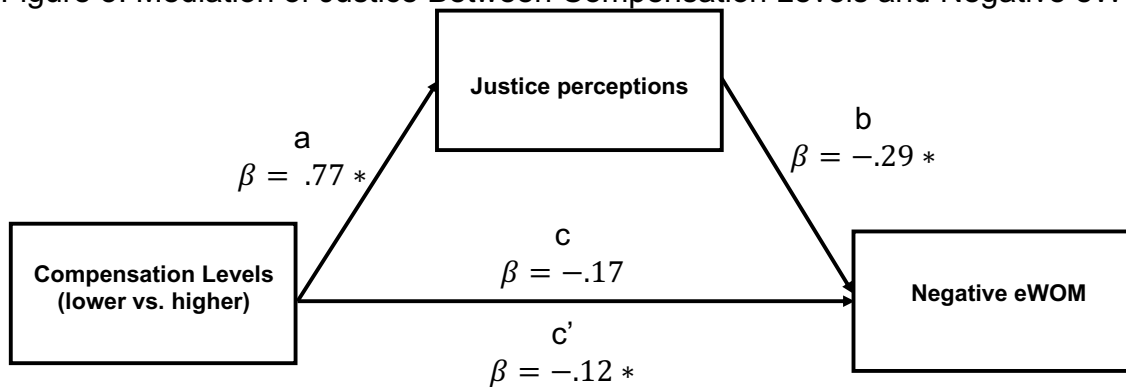 Figure 3. Mediation of Justice Between Compensation Levels and Negative
Justice perceptions
a
β = .77 *
b
β = −.29 *
Compensation Levels
(lower vs. higher)
c
β = −.17
Negative eWOM
c’
β = −.12 *